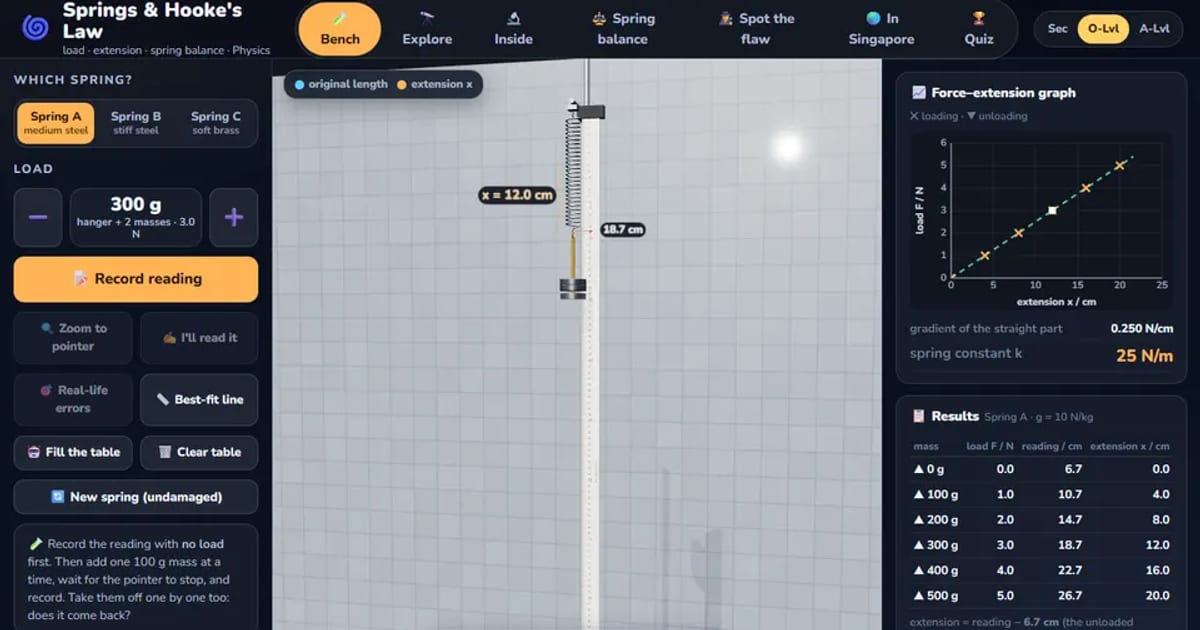 Springs & Hooke's
Law
load · extension · spring balance · Physics
Bench
Explore
Inside
Spring
balance
Spot the
flaw
In
Singapore
Quiz
Sec
O-Lvl
A-Lvl
WHICH SPRING?
Spring A
medium steel
Spring B
stiff steel
Spring C
soft brass
LOAD
−
300 g
hanger + 2 masses · 3.0
N
+
Record reading
Zoom to
pointer
I'll read it
Real-life
errors
Best-fit line
Fill the table
Clear table
New spring (undamaged)
Record the reading with no load
first. Then add one 100 g mass at a
time, wait for the pointer to stop, and
record. Take them off one by one too:
does it come back?
original length
extension x
x = 12.0 cm
18.7 cm
Force–extension graph
✕ loading · ▼ unloading
load F / N
6
5
4
3
2
1
0
0 5 10 15 20 25
extension x / cm
gradient of the straight part 0.250 N/cm
spring constant k 25 N/m
Results Spring A · g = 10 N/kg
mass load F / N reading / cm extension x / cm
▲ 0 g 0.0 6.7 0.0
▲ 100 g 1.0 10.7 4.0
▲ 200 g 2.0 14.7 8.0
▲ 300 g 3.0 18.7 12.0
▲ 400 g 4.0 22.7 16.0
▲ 500 g 5.0 26.7 20.0
extension = reading − 6.7 cm (the unloaded